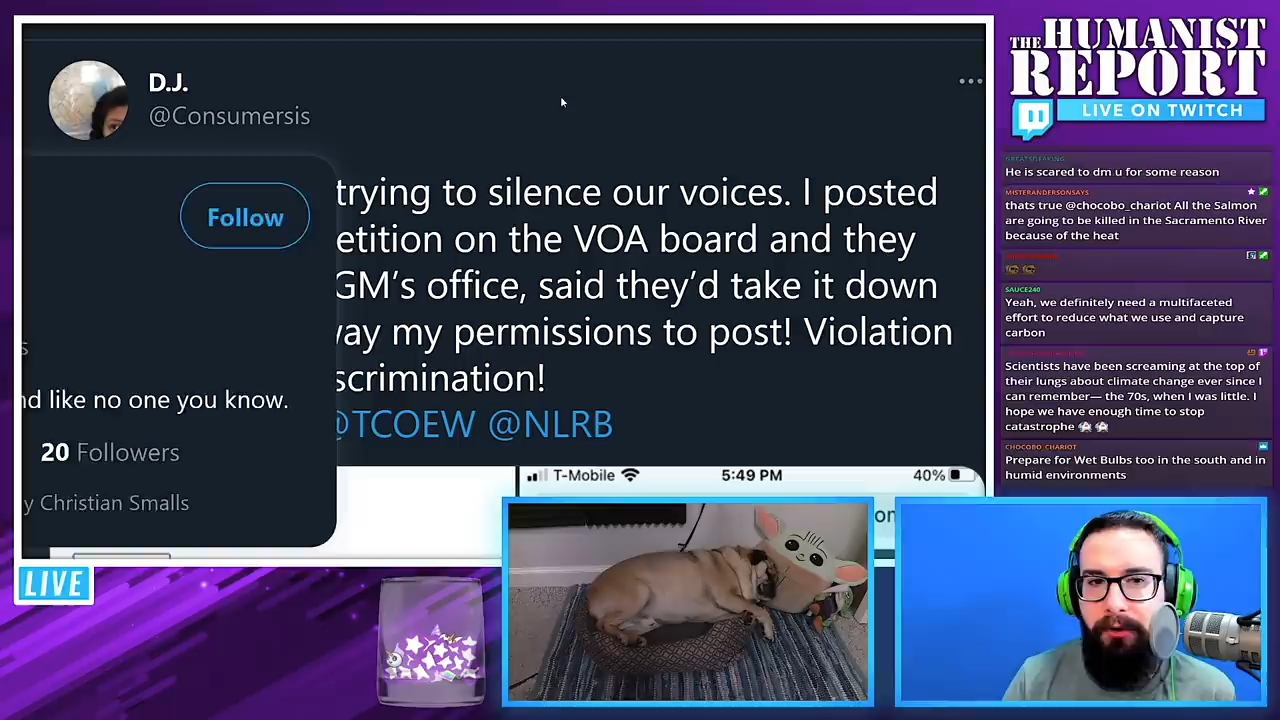 D.J.
@Consumersis
trying to silence our voices. I posted
etition on the VOA board and they
GM's office, said they'd take it down
ay my permissions to post! Violation
scrimination!
@TCOEW @NLRB
Follow
s
nd like no one you know.
20 Followers
y Christian Smalls
T-Mobile
5:49 PM
40%
on
LIVE
THE
HUMANIST
REPORT
LIVE ON TWITCH
He is scared to dm u for some reason
MISTERANDERSONSAYS
thats true @chocobo_chariot All the Salmon
are going to be killed in the Sacramento River
because of the heat
SAUCE240
Yeah, we definitely need a multifaceted
effort to reduce what we use and capture
carbon
Scientists have been screaming at the top of
their lungs about climate change ever since I
can remember— the 70s, when I was little. I
hope we have enough time to stop
catastrophe
CHOCOBO_CHARIOT
Prepare for Wet Bulbs too in the south and in
humid environments